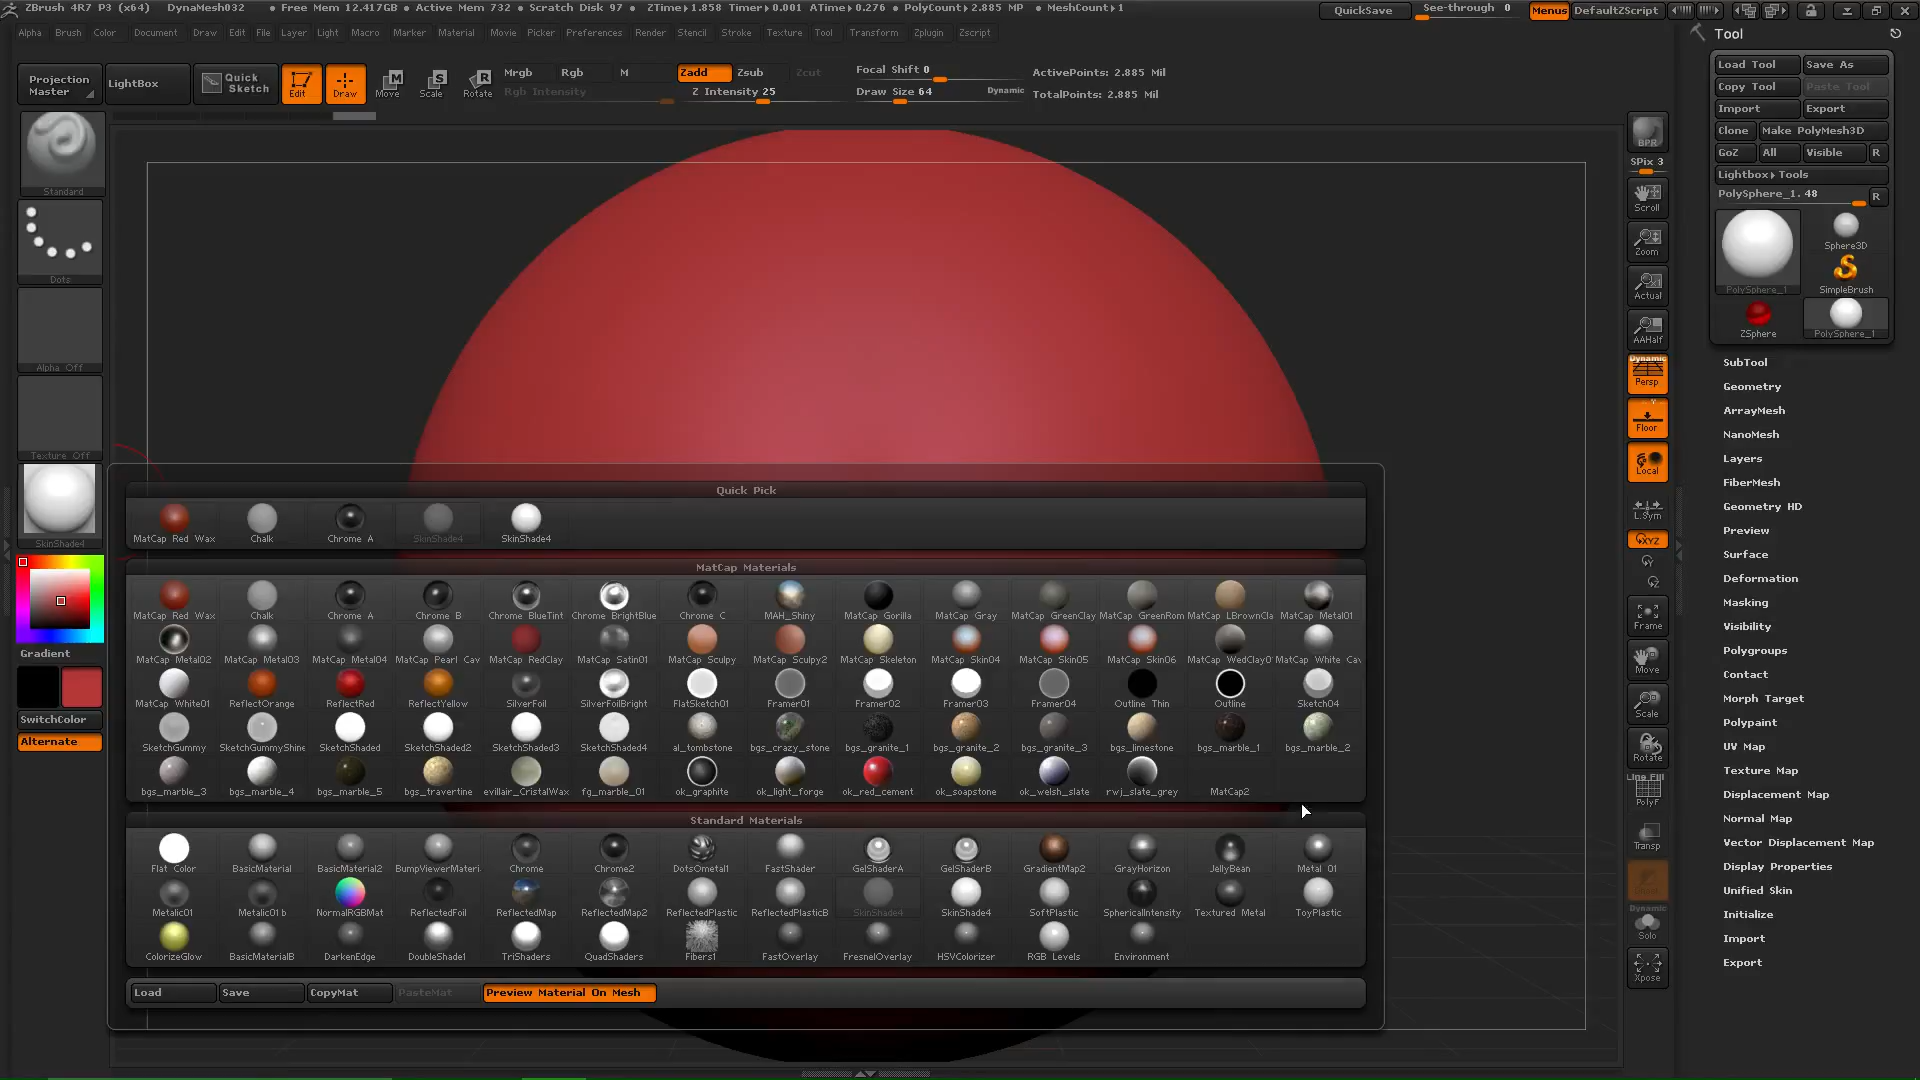 ZBrush 4R7 P3 (x64) DynaMesh032 • Free Mem 12.417GB • Active Mem 732 • Scratch Disk 97 • ZTime▸1.858 Timer▸0.001 ATime▸0.276 • PolyCount▸2.885 MP • MeshCount▸1 QuickSave See-through 0 Menus DefaultZScript
Alpha Brush Color Document Draw Edit File Layer Light Macro Marker Material Movie Picker Preferences Render Stencil Stroke Texture Tool Transform Zplugin Zscript
Projection Master
LightBox
Quick Sketch
Edit Draw Move Scale Rotate
Mrgb Rgb M Zadd Zsub Zcut
Rgb Intensity Z Intensity 25
Focal Shift 0
Draw Size 64 Dynamic
ActivePoints: 2.885 Mil
TotalPoints: 2.885 Mil
Standard
Dots
Alpha Off
Texture Off
SkinShade4
Gradient
SwitchColor
Alternate
Quick Pick
MatCap Red Wax Chalk Chrome A SkinShade4 SkinShade4
MatCap Materials
MatCap Red Wax Chalk Chrome A Chrome B Chrome BlueTint Chrome BrightBlue Chrome C MAH_Shiny MatCap Gorilla MatCap Gray MatCap GreenClay MatCap GreenRom MatCap LBrownCla MatCap Metal01
MatCap Metal02 MatCap Metal03 MatCap Metal04 MatCap Pearl Cav MatCap RedClay MatCap Satin01 MatCap Sculpy MatCap Sculpy2 MatCap Skeleton MatCap Skin04 MatCap Skin05 MatCap Skin06 MatCap WedClay0 MatCap White Cav
MatCap White01 ReflectOrange ReflectRed ReflectYellow SilverFoil SilverFoilBright FlatSketch01 Framer01 Framer02 Framer03 Framer04 Outline Thin Outline Sketch04
SketchGummy SketchGummyShine SketchShaded SketchShaded2 SketchShaded3 SketchShaded4 al_tombstone bgs_crazy_stone bgs_granite_1 bgs_granite_2 bgs_granite_3 bgs_limestone bgs_marble_1 bgs_marble_2
bgs_marble_3 bgs_marble_4 bgs_marble_5 bgs_travertine evillair_CristalWax fg_marble_01 ok_graphite ok_light_forge ok_red_cement ok_soapstone ok_welsh_slate rwj_slate_grey MatCap2
Standard Materials
Flat Color BasicMaterial BasicMaterial2 BumpViewerMateri Chrome Chrome2 DotsOmetal1 FastShader GelShaderA GelShaderB GradientMap2 GrayHorizon JellyBean Metal 01
Metalic01 Metalic01 b NormalRGBMat ReflectedFoil ReflectedMap ReflectedMap2 ReflectedPlastic ReflectedPlasticB SkinShade4 SkinShade4 SoftPlastic SphericalIntensity Textured Metal ToyPlastic
ColorizeGlow BasicMaterialB DarkenEdge DoubleShade1 TriShaders QuadShaders Fibers1 FastOverlay FresnelOverlay HSVColorizer RGB Levels Environment
Load Save CopyMat PasteMat Preview Material On Mesh
BPR
SPix 3
Scroll
Zoom
Actual
AAHalf
Dynamic
Persp
Floor
Local
L.Sym
XYZ
Frame
Move
Scale
Rotate
Line Fill
PolyF
Transp
Ghost
Dynamic
Solo
Xpose
Tool
Load Tool Save As
Copy Tool Paste Tool
Import Export
Clone Make PolyMesh3D
GoZ All Visible R
Lightbox▸Tools
PolySphere_1. 48 R
Sphere3D
PolySphere_1 SimpleBrush
ZSphere PolySphere_1
SubTool
Geometry
ArrayMesh
NanoMesh
Layers
FiberMesh
Geometry HD
Preview
Surface
Deformation
Masking
Visibility
Polygroups
Contact
Morph Target
Polypaint
UV Map
Texture Map
Displacement Map
Normal Map
Vector Displacement Map
Display Properties
Unified Skin
Initialize
Import
Export